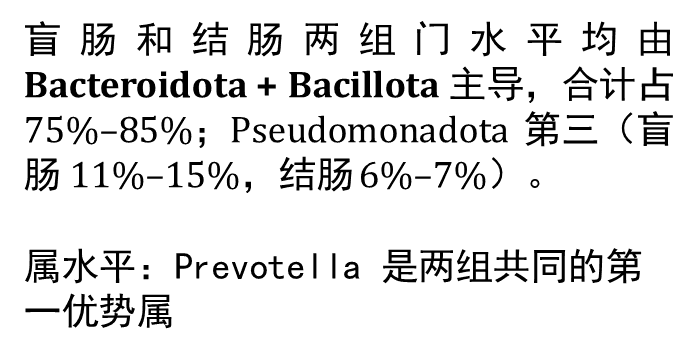 盲肠和结肠两组门水平均由
Bacteroidota + Bacillota 主导，合计占
75%–85%；Pseudomonadota 第三（盲
肠 11%–15%，结肠 6%–7%）。
属水平：Prevotella 是两组共同的第
一优势属